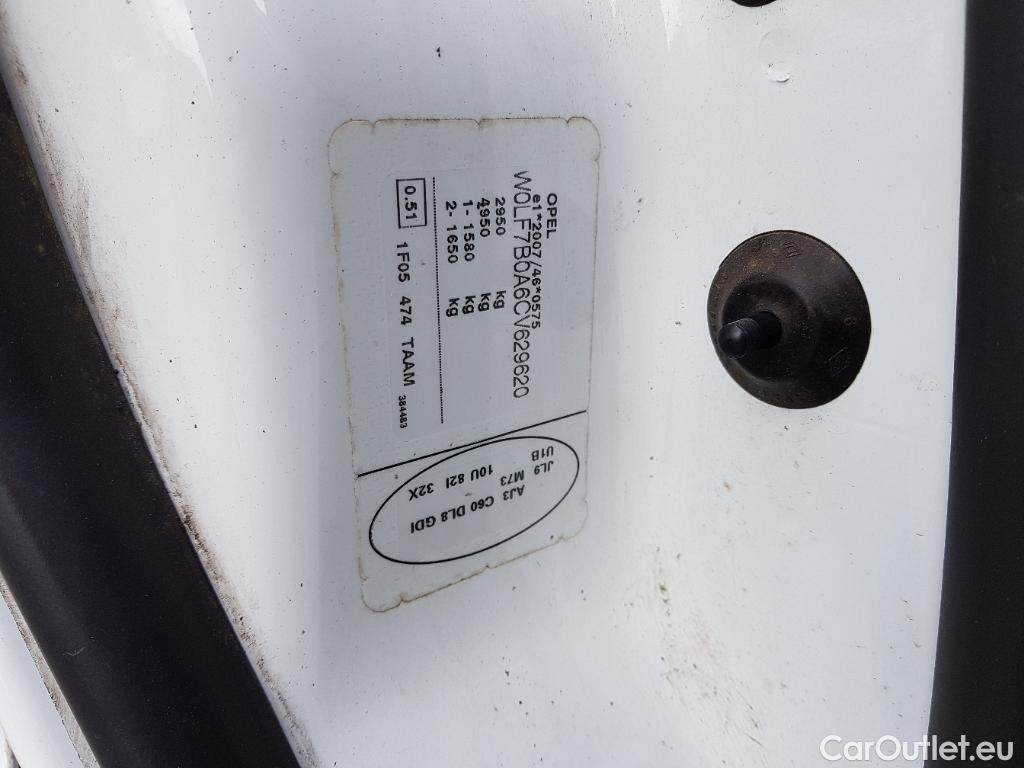 OPEL
e1*2007/46*0575
W0LF7B0A6CV629620
2950 kg
4950 kg
1- 1580 kg
2- 1650 kg
0.51 1F05 474 TAAM 384483
AJ3 C60 DL8 GDI
JL9 M73 10U 82I 32X
U1B
CarOutlet.eu